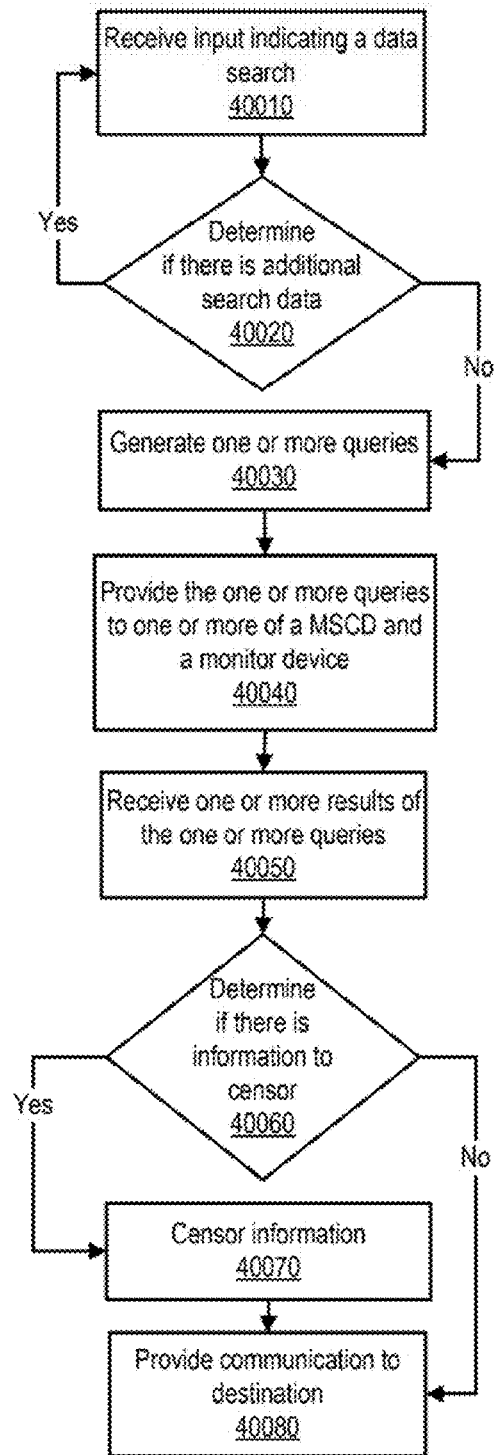 Receive input indicating a data
search
40010
Yes
Determine
if there is additional
search data
40020
No
Generate one or more queries
40030
Provide the one or more queries
to one or more of a MSCD and
a monitor device
40040
Receive one or more results of
the one or more queries
40050
Determine
if there is
information to
censor
40060
Yes
No
Censor information
40070
Provide communication to
destination
40080